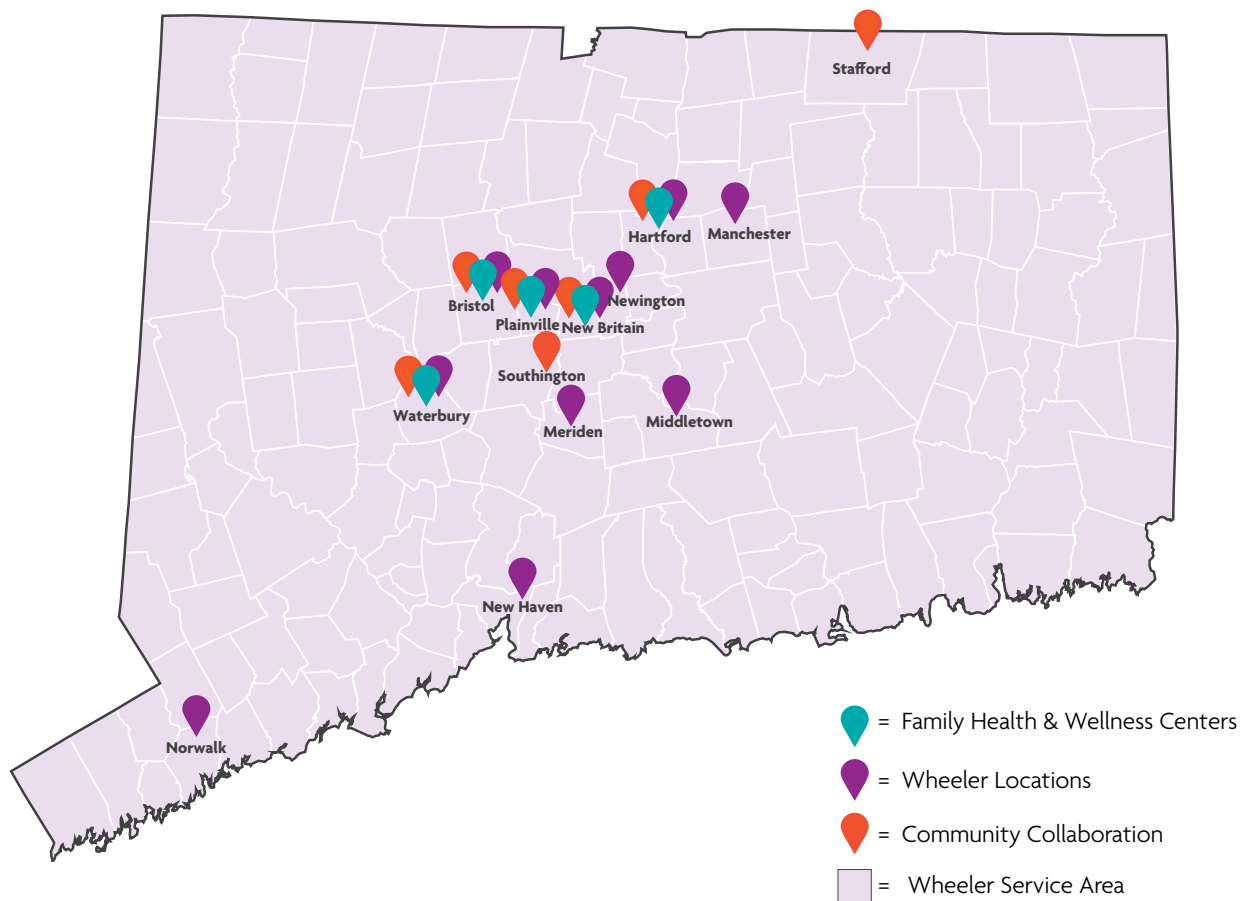 Stafford
Hartford
Manchester
Bristol
Newington
Plainville
New Britain
Southington
Waterbury
Meriden
Middletown
New Haven
Norwalk
= Family Health & Wellness Centers
= Wheeler Locations
= Community Collaboration
= Wheeler Service Area